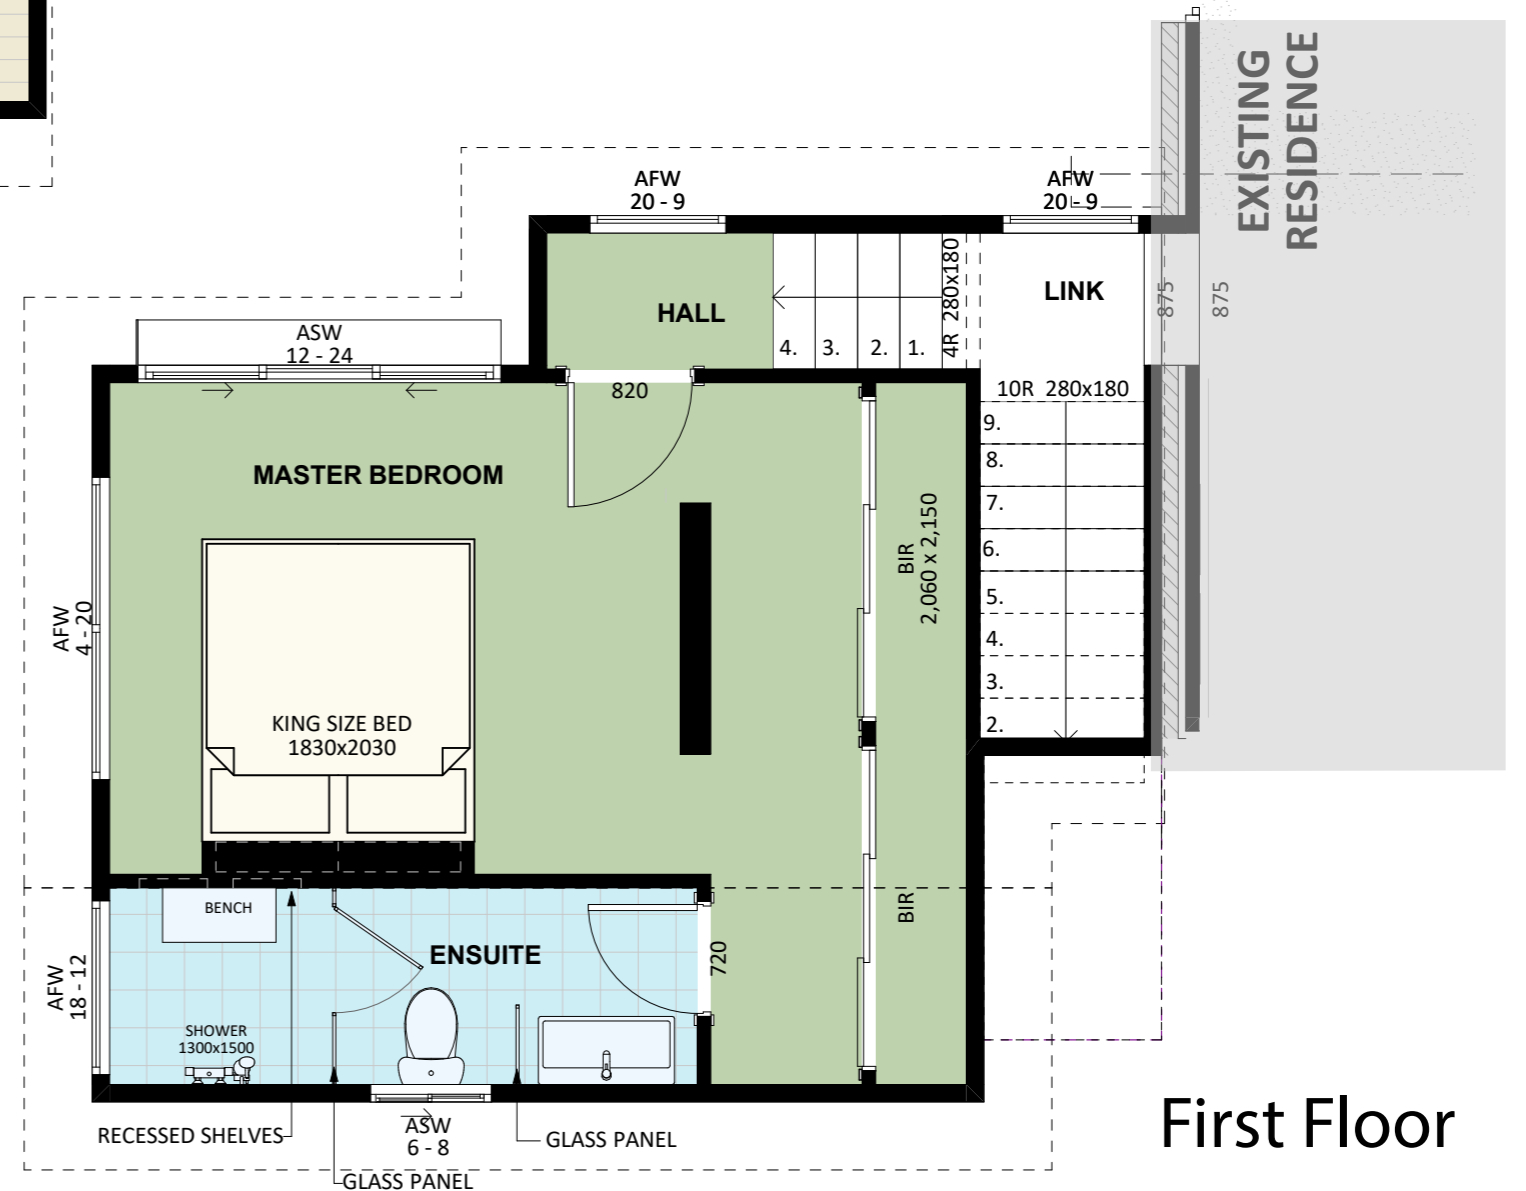 EXISTING
RESIDENCE
AFW
20 - 9
AFW
20 - 9
HALL
4.
3.
2.
1.
4R 280x180
LINK
875
875
ASW
12 - 24
820
10R 280x180
9.
8.
7.
6.
5.
4.
3.
2.
MASTER BEDROOM
BIR
2,060 x 2,150
AFW
4 - 20
KING SIZE BED
1830x2030
BENCH
ENSUITE
720
BIR
AFW
18 - 12
SHOWER
1300x1500
RECESSED SHELVES
ASW
6 - 8
GLASS PANEL
GLASS PANEL
First Floor